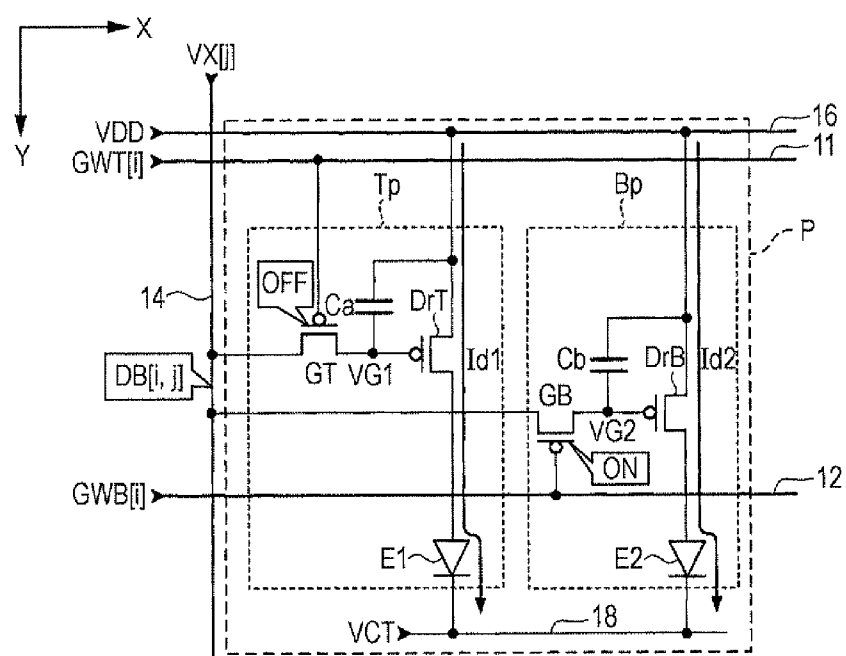 X
VX[j]
VDD
16
Y
GWT[i]
11
Tp
Bp
P
14
OFF
Ca
DrT
Cb
DrB
Id1
Id2
GT
VG1
DB[i, j]
GB
VG2
ON
GWB[i]
12
E1
E2
18
VCT